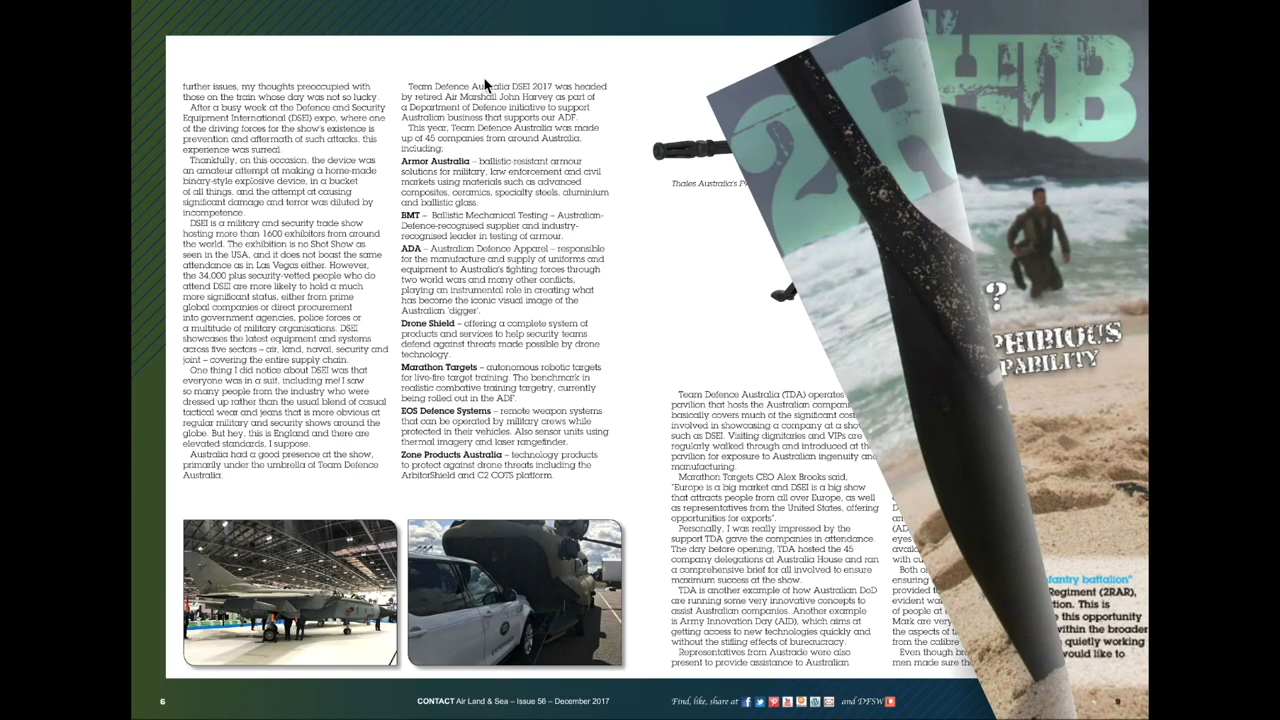 further issues, my thoughts preoccupied with
those on the train whose day was not so lucky.
After a busy week at the Defence and Security
Equipment International (DSEI) expo, where one
of the driving forces for the show's existence is
prevention and aftermath of such attacks, this
experience was surreal.
Thankfully, on this occasion, the device was
an amateur attempt at making a home-made
binary-style explosive device, in a bucket
of all things, and the attempt at causing
significant damage and terror was diluted by
incompetence.
DSEI is a military and security trade show
hosting more than 1600 exhibitors from around
the world. The exhibition is no Shot Show as
seen in the USA, and it does not boast the same
attendance as in Las Vegas either. However,
the 34,000 plus security-vetted people who do
attend DSEI are more likely to hold a much
more significant status, either from prime
global companies or direct procurement
into government agencies, police forces or
a multitude of military organisations. DSEI
showcases the latest equipment and systems
across five sectors – air, land, naval, security and
joint – covering the entire supply chain.
One thing I did notice about DSEI was that
everyone was in a suit, including me! I saw
so many people from the industry who were
dressed up rather than the usual blend of casual
tactical wear and jeans that is more obvious at
regular military and security shows around the
globe. But hey, this is England and there are
elevated standards, I suppose.
Australia had a good presence at the show,
primarily under the umbrella of Team Defence
Australia.
Team Defence Australia DSEI 2017 was headed
by retired Air Marshall John Harvey as part of
a Department of Defence initiative to support
Australian business that supports our ADF.
This year, Team Defence Australia was made
up of 45 companies from around Australia,
including;
Armor Australia – ballistic-resistant armour
solutions for military, law enforcement and civil
markets using materials such as advanced
composites, ceramics, specialty steels, aluminium
and ballistic glass.
BMT – Ballistic Mechanical Testing – Australian-
Defence-recognised supplier and industry-
recognised leader in testing of armour.
ADA – Australian Defence Apparel – responsible
for the manufacture and supply of uniforms and
equipment to Australia's fighting forces through
two world wars and many other conflicts,
playing an instrumental role in creating what
has become the iconic visual image of the
Australian 'digger'.
Drone Shield – offering a complete system of
products and services to help security teams
defend against threats made possible by drone
technology.
Marathon Targets – autonomous robotic targets
for live-fire target training. The benchmark in
realistic combative training targetry, currently
being rolled out in the ADF.
EOS Defence Systems – remote weapon systems
that can be operated by military crews while
protected in their vehicles. Also sensor units using
thermal imagery and laser rangefinder.
Zone Products Australia – technology products
to protect against drone threats including the
ArbitorShield and C2 COTS platform.
Thales Australia's
Team Defence Australia (TDA) operates
pavilion that hosts the Australian
basically covers much of the significant
involved in showcasing a company at a
such as DSEI. Visiting dignitaries and VIPs are
regularly walked through and introduced at
pavilion for exposure to Australian ingenuity and
manufacturing.
Marathon Targets CEO Alex Brooks said,
"Europe is a big market and DSEI is a big show
that attracts people from all over Europe, as well
as representatives from the United States, offering
opportunities for exports".
Personally, I was really impressed by the
support TDA gave the companies in attendance.
The day before opening, TDA hosted the 45
company delegations at Australia House and ran
a comprehensive brief for all involved to ensure
maximum success at the show.
TDA is another example of how Australian DoD
are running some very innovative concepts to
assist Australian companies. Another example
is Army Innovation Day (AID), which aims at
getting access to new technologies quickly and
without the stifling effects of bureaucracy.
Representatives from Austrade were also
present to provide assistance to Australian
eyes
with
Both
ensuring
provided
evident
of people at
Mark are very
the aspects of
from the
Even though
men made sure
?
battalion"
Regiment (2RAR),
This is
this opportunity
within the broader
quietly working
would like to
6
CONTACT Air Land & Sea – Issue 56 – December 2017
Find, like, share at
and DFSW
9